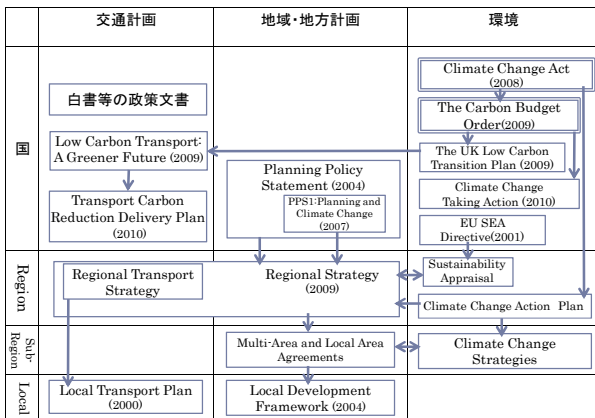 交通計画
地域・地方計画
環境
国
白書等の政策文書
Low Carbon Transport:
A Greener Future (2009)
Transport Carbon
Reduction Delivery Plan
(2010)
Planning Policy
Statement (2004)
PPS1:Planning and
Climate Change
(2007)
Climate Change Act
(2008)
The Carbon Budget
Order(2009)
The UK Low Carbon
Transition Plan (2009)
Climate Change
Taking Action (2010)
EU SEA
Directive(2001)
Region
Regional Transport
Strategy
Regional Strategy
(2009)
Sustainability
Appraisal
Climate Change Action Plan
Sub-
Region
Multi-Area and Local Area
Agreements
Climate Change
Strategies
Local
Local Transport Plan
(2000)
Local Development
Framework (2004)